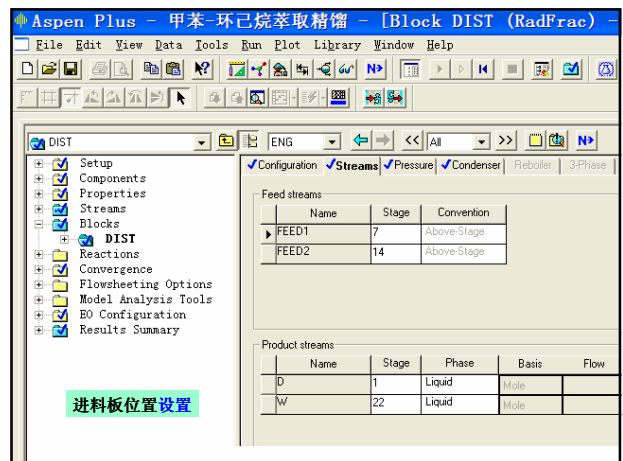 Aspen Plus - 甲苯-环己烷萃取精馏 - [Block DIST (RadFrac) -
File Edit View Data Tools Run Plot Library Window Help
N>
DIST ENG << All >> N>
Setup
Components
Properties
Streams
Blocks
DIST
Reactions
Convergence
Flowsheeting Options
Model Analysis Tools
EO Configuration
Results Summary
进料板位置设置
Configuration Streams Pressure Condenser Reboiler 3-Phase
Feed streams
Name Stage Convention
FEED1 7 Above-Stage
FEED2 14 Above-Stage
Product streams
Name Stage Phase Basis Flow
D 1 Liquid Mole
W 22 Liquid Mole